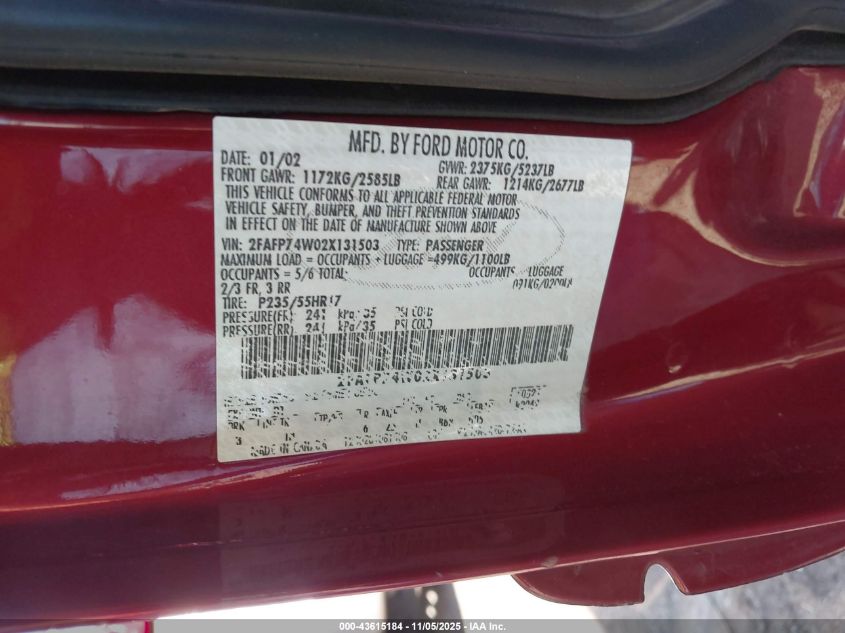 MFD. BY FORD MOTOR CO.
DATE: 01/02 GVWR: 2375KG/5237LB
FRONT GAWR: 1172KG/2585LB REAR GAWR: 1214KG/2677LB
THIS VEHICLE CONFORMS TO ALL APPLICABLE FEDERAL MOTOR
VEHICLE SAFETY, BUMPER, AND THEFT PREVENTION STANDARDS
IN EFFECT ON THE DATE OF MANUFACTURE SHOWN ABOVE
VIN: 2FAFP74W02X131503 TYPE: PASSENGER
MAXIMUM LOAD = OCCUPANTS + LUGGAGE = 499KG/1100LB
OCCUPANTS = 5/6 TOTAL: OCCUPANTS LUGGAGE
2/3 FR, 3 RR
TIRE: P235/55HR17
PRESSURE(FR) 241 kPa/35 PSI COLD
PRESSURE(RR) 241 kPa/35 PSI COLD
MADE IN CANADA
000-43615184 - 11/05/2025 - IAA Inc.